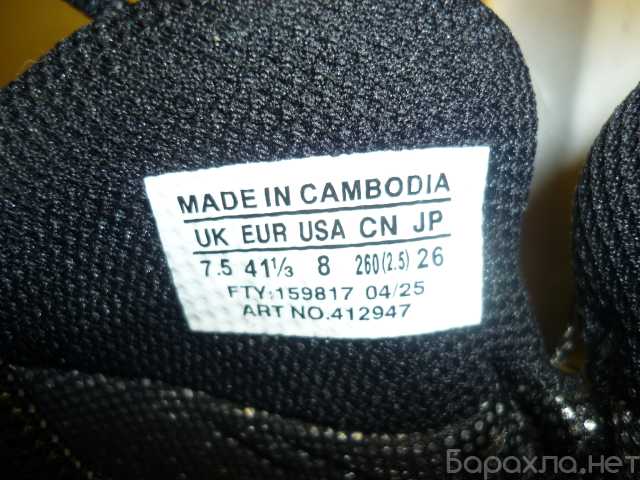 MADE IN CAMBODIA
UK EUR USA CN JP
7.5 41⅓ 8 260(2.5) 26
FTY:159817 04/25
ART NO.412947
Барахла.нет